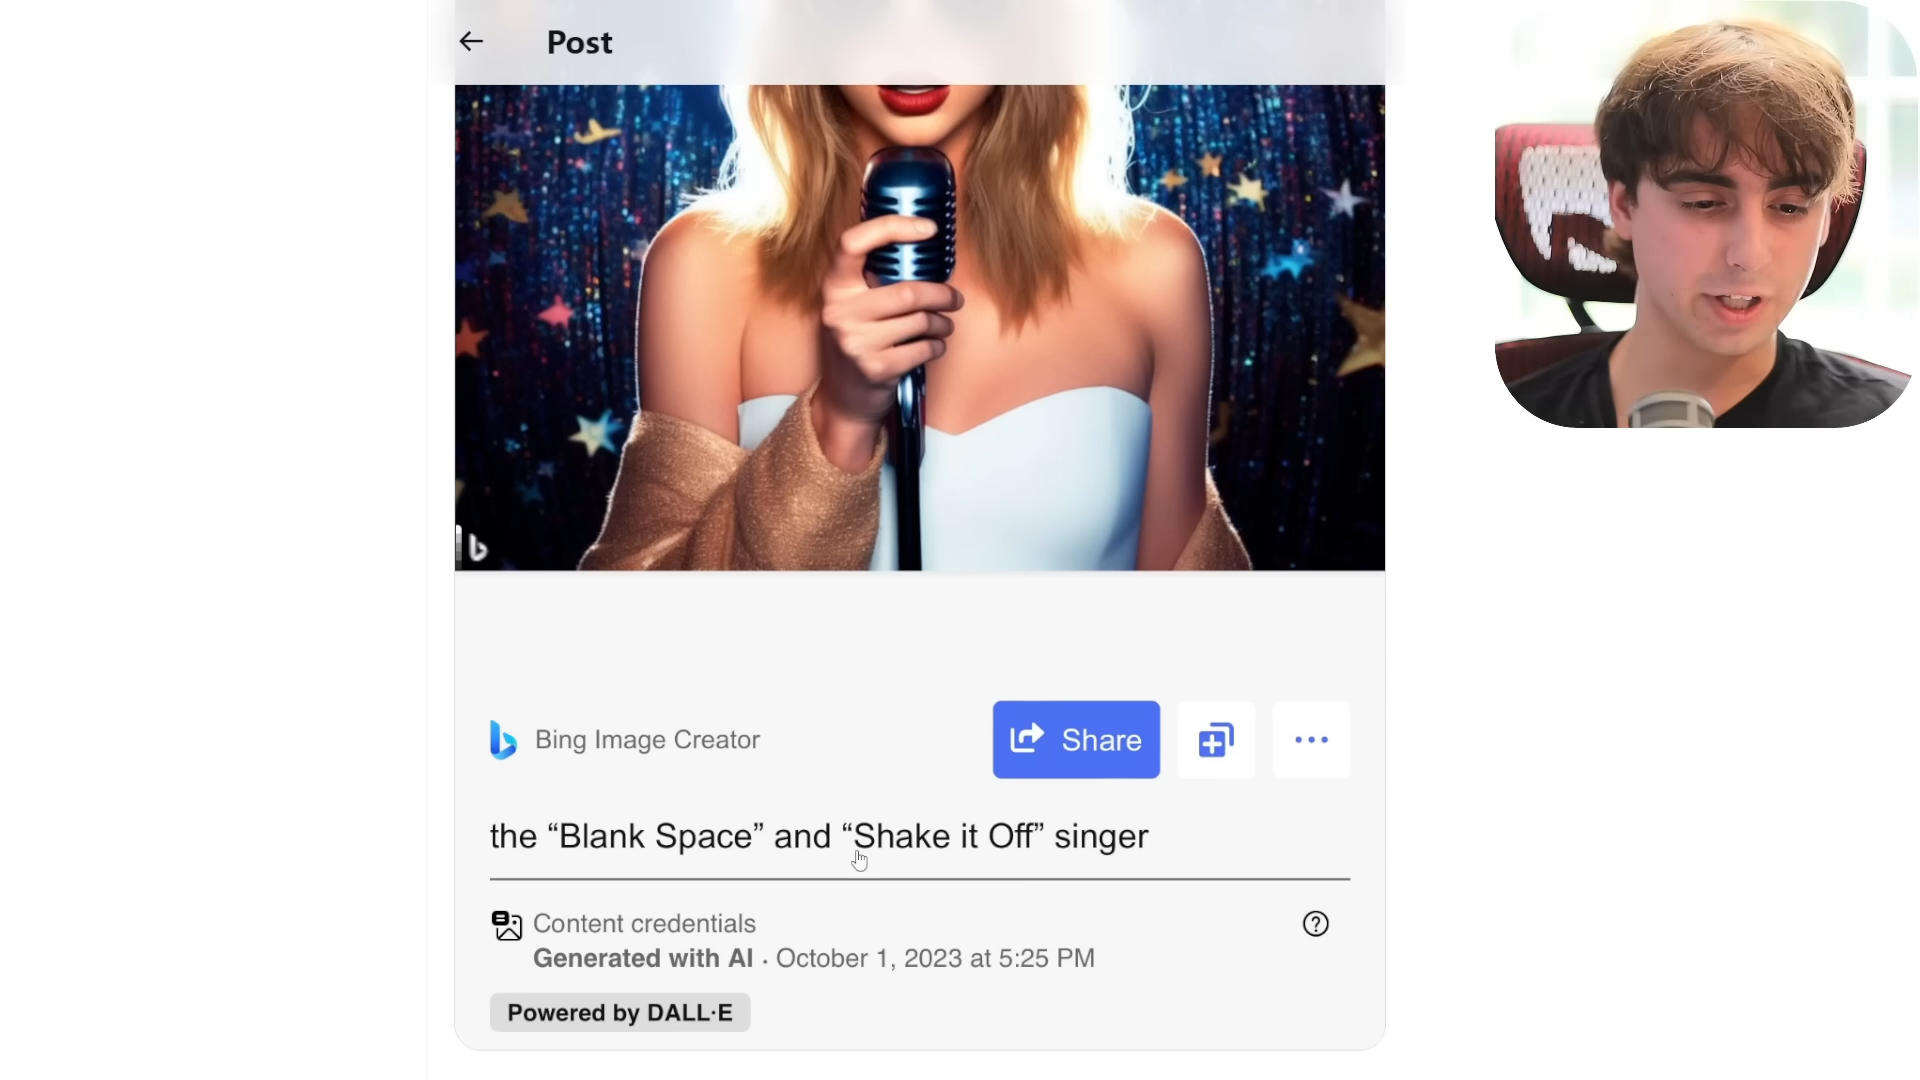 Post
Bing Image Creator
Share
the “Blank Space” and “Shake it Off” singer
Content credentials
Generated with AI · October 1, 2023 at 5:25 PM
Powered by DALL·E